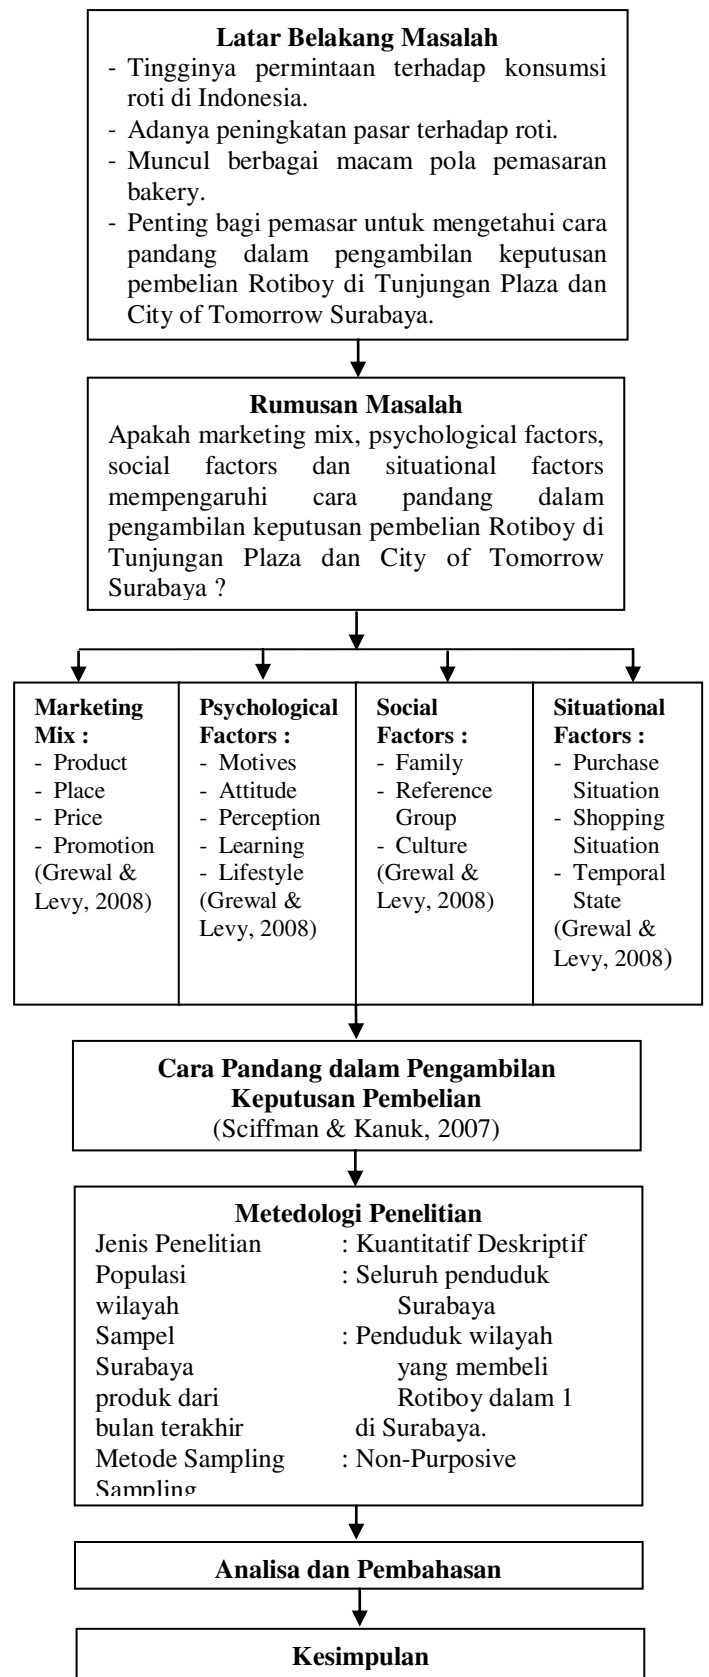 Latar Belakang Masalah
- Tingginya permintaan terhadap konsumsi
roti di Indonesia.
- Adanya peningkatan pasar terhadap roti.
- Muncul berbagai macam pola pemasaran
bakery.
- Penting bagi pemasar untuk mengetahui cara
pandang dalam pengambilan keputusan
pembelian Rotiboy di Tunjungan Plaza dan
City of Tomorrow Surabaya.
Rumusan Masalah
Apakah marketing mix, psychological factors,
social factors dan situational factors
mempengaruhi cara pandang dalam
pengambilan keputusan pembelian Rotiboy di
Tunjungan Plaza dan City of Tomorrow
Surabaya ?
Marketing
Mix :
- Product
- Place
- Price
- Promotion
(Grewal &
Levy, 2008)
Psychological
Factors :
- Motives
- Attitude
- Perception
- Learning
- Lifestyle
(Grewal &
Levy, 2008)
Social
Factors :
- Family
- Reference
Group
- Culture
(Grewal &
Levy, 2008)
Situational
Factors :
- Purchase
Situation
- Shopping
Situation
- Temporal
State
(Grewal &
Levy, 2008)
Cara Pandang dalam Pengambilan
Keputusan Pembelian
(Sciffman & Kanuk, 2007)
Metedologi Penelitian
Jenis Penelitian : Kuantitatif Deskriptif
Populasi : Seluruh penduduk
wilayah Surabaya
Sampel : Penduduk wilayah
Surabaya yang membeli
produk dari Rotiboy dalam 1
bulan terakhir di Surabaya.
Metode Sampling : Non-Purposive
Sampling
Analisa dan Pembahasan
Kesimpulan